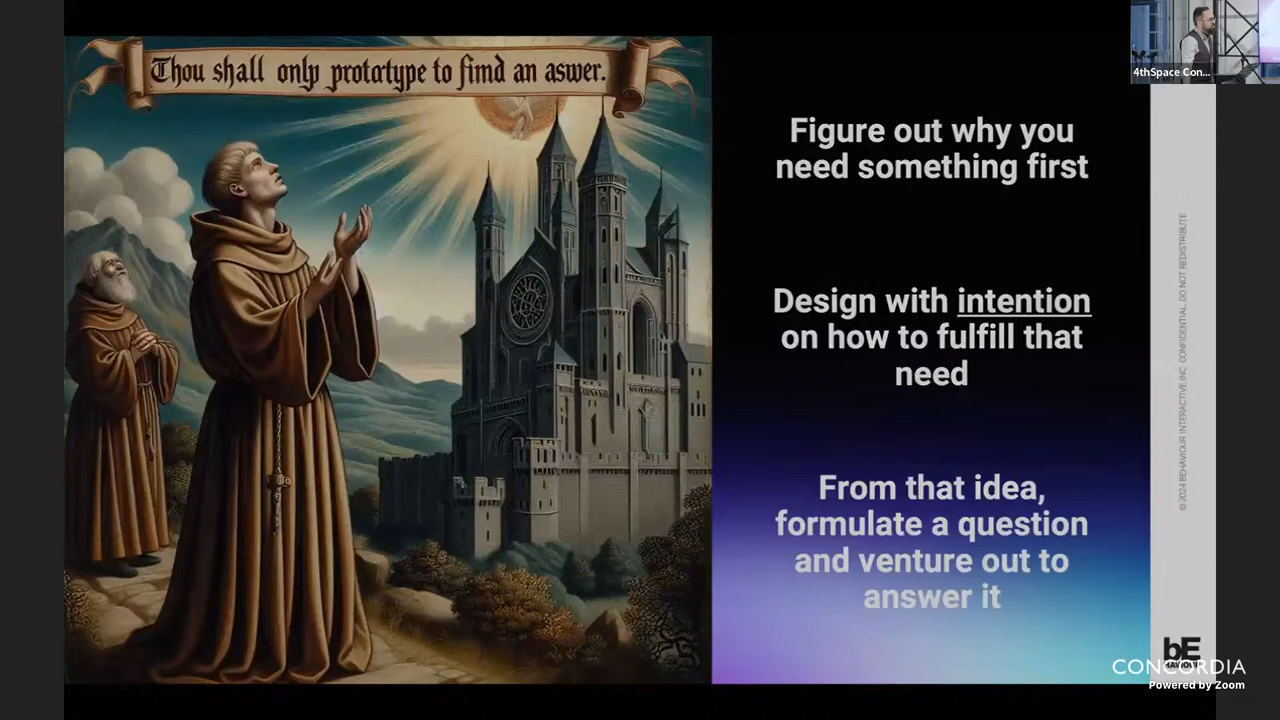 Thou shall only prototype to fimd an aswer.
4thSpace Con...
Figure out why you
need something first
Design with intention
on how to fulfill that
need
From that idea,
formulate a question
and venture out to
answer it
© 2024 BEHAVIOUR INTERACTIVE INC. CONFIDENTIAL. DO NOT REDISTRIBUTE
bE
CONCORDIA
Powered by Zoom